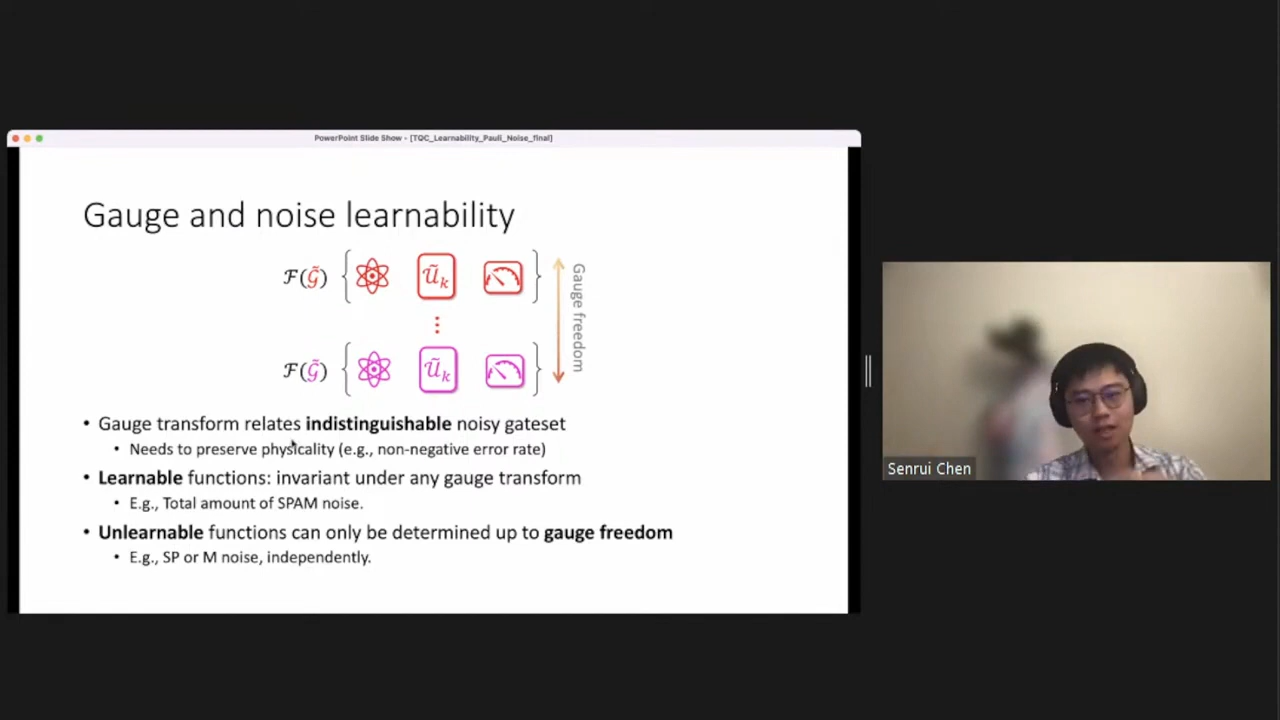 PowerPoint Slide Show - [TQC_Learnability_Pauli_Noise_final]
Gauge and noise learnability
ℱ(𝒢̃) { Ũₖ }
⋮
ℱ(𝒢̃) { Ũₖ }
Gauge freedom
• Gauge transform relates indistinguishable noisy gateset
• Needs to preserve physicality (e.g., non-negative error rate)
• Learnable functions: invariant under any gauge transform
• E.g., Total amount of SPAM noise.
• Unlearnable functions can only be determined up to gauge freedom
• E.g., SP or M noise, independently.
Senrui Chen